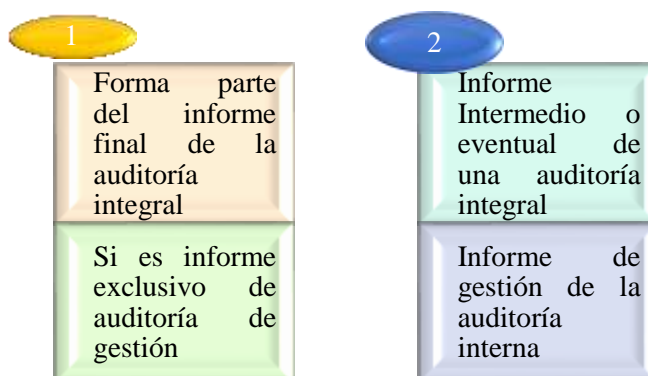 1
Forma parte
del informe
final de la
auditoría
integral
Si es informe
exclusivo de
auditoría de
gestión
2
Informe
Intermedio o
eventual de
una auditoría
integral
Informe de
gestión de la
auditoría
interna